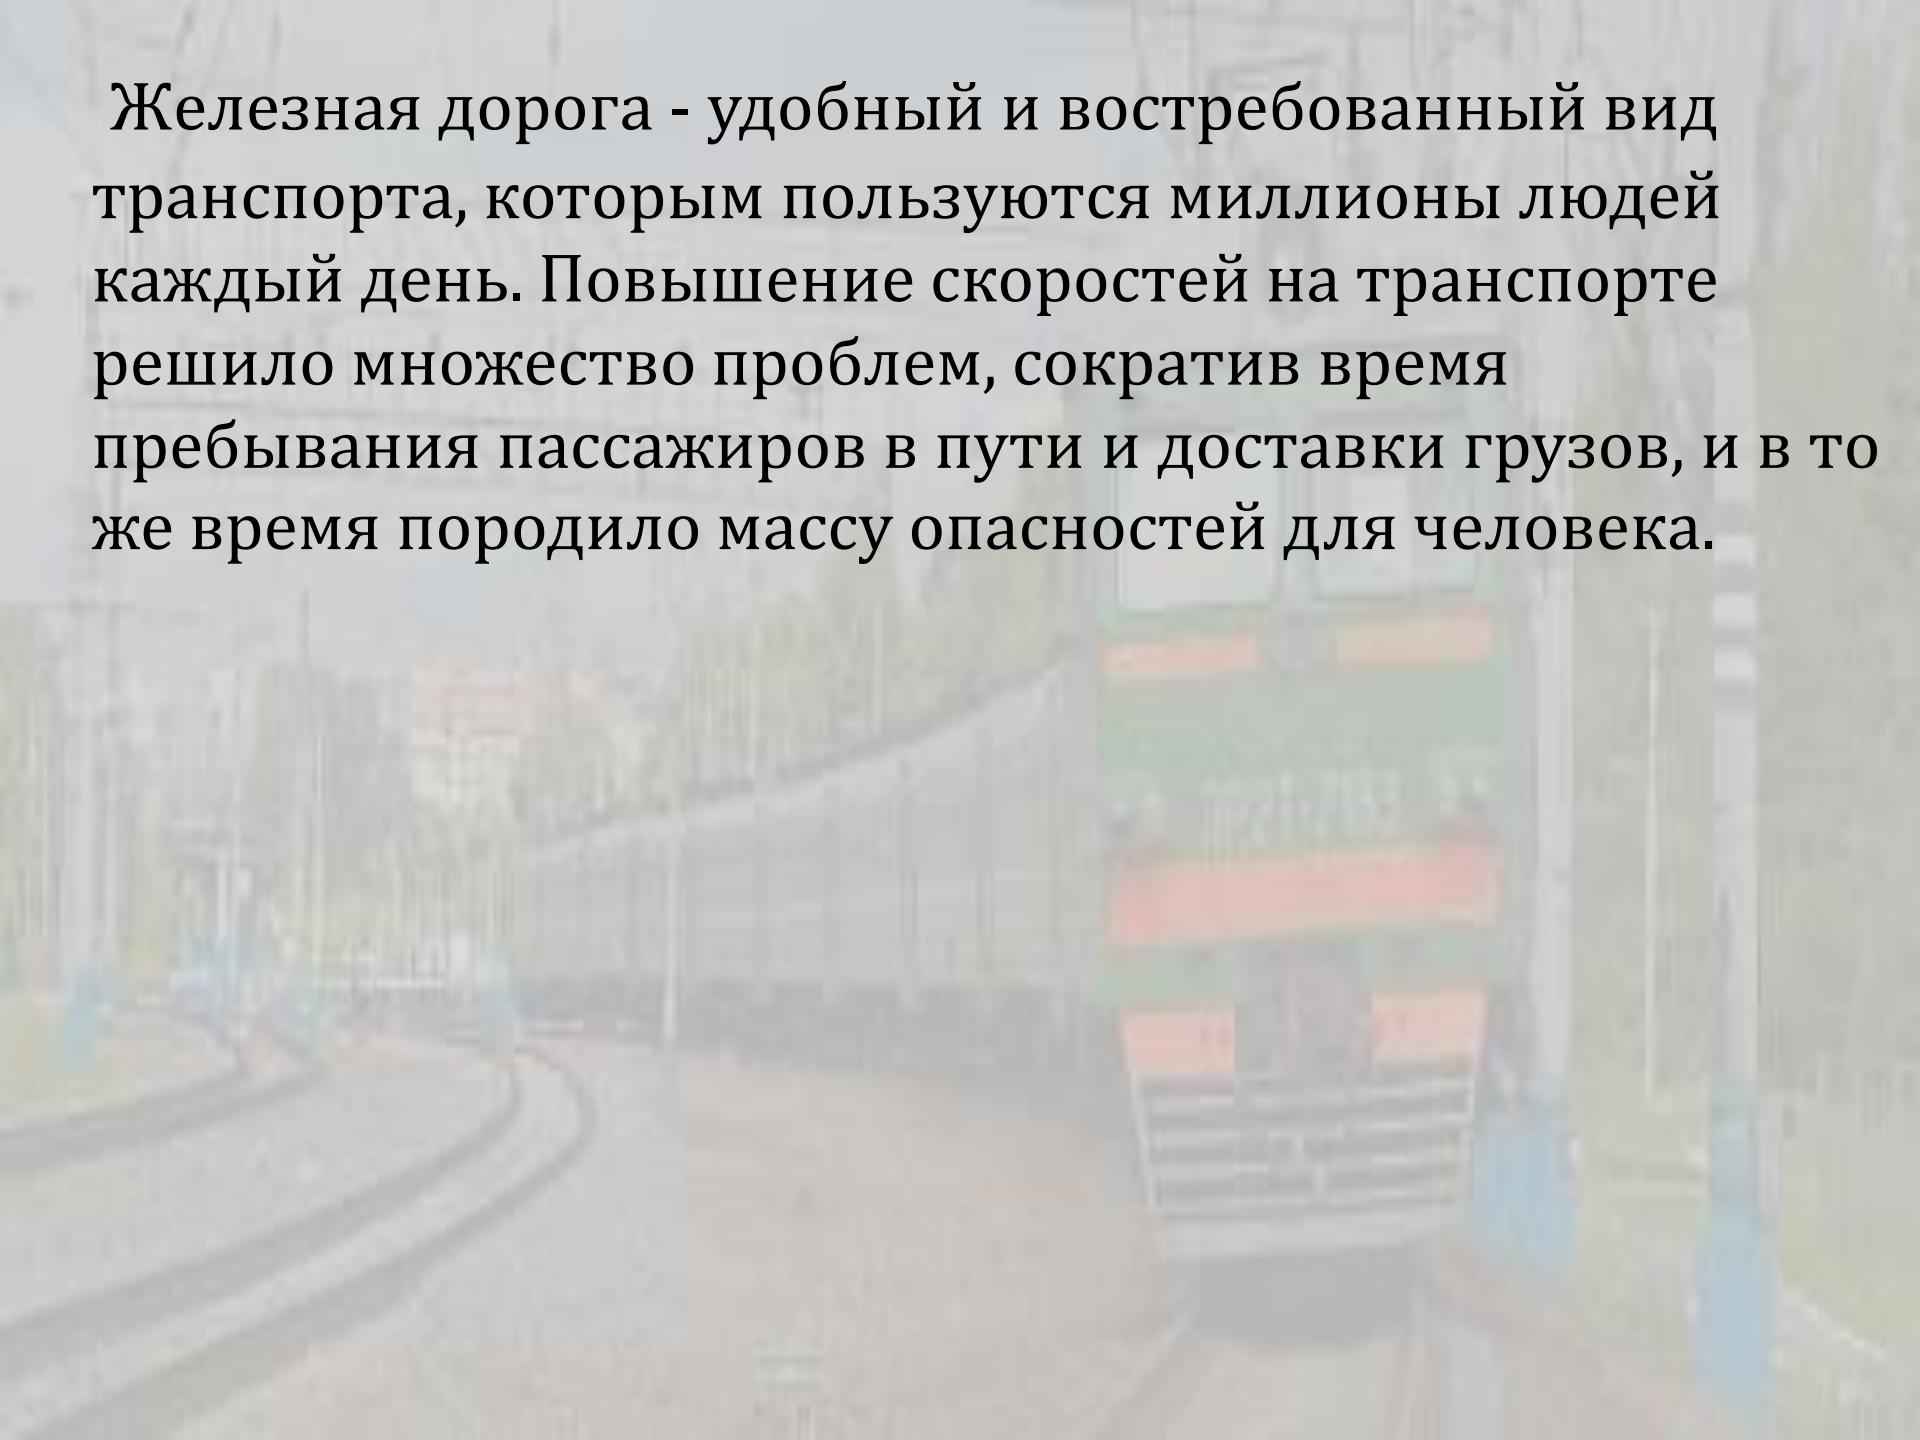 Железная дорога - удобный и востребованный вид
транспорта, которым пользуются миллионы людей
каждый день. Повышение скоростей на транспорте
решило множество проблем, сократив время
пребывания пассажиров в пути и доставки грузов, и в то
же время породило массу опасностей для человека.